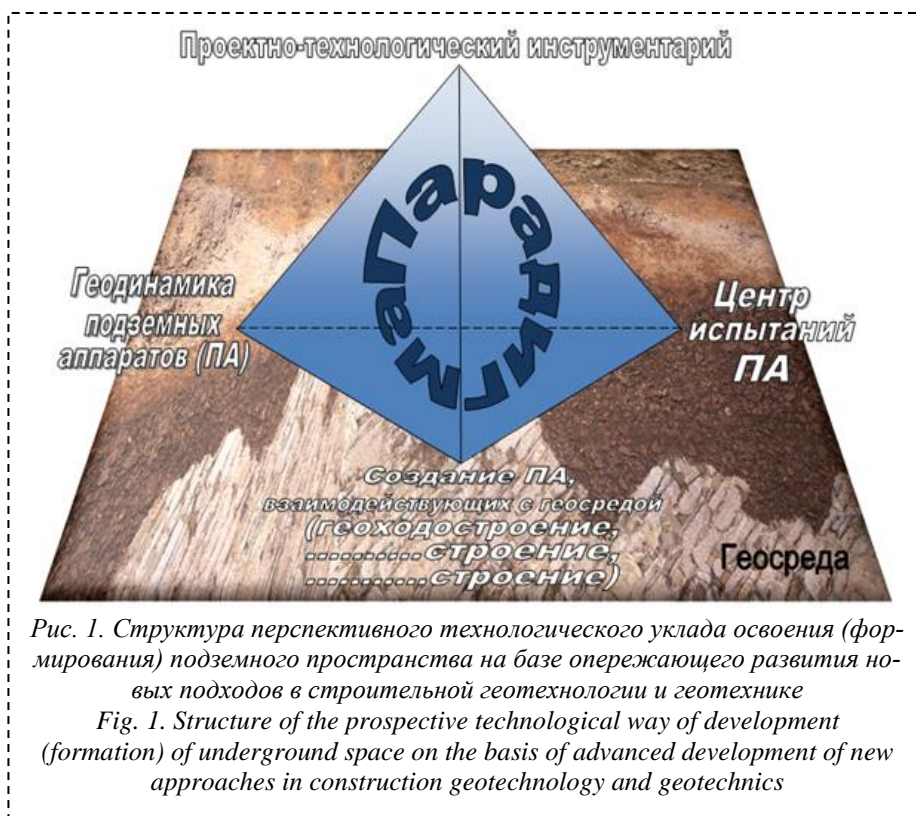 Проектно-технологический инструментарий
Парадигма
Геодинамика
подземных
аппаратов (ПА)
Центр
испытаний
ПА
Создание ПА,
взаимодействующих с геосредой
(геоходостроение,
..........строение,
...........строение)
Геосреда
Рис. 1. Структура перспективного технологического уклада освоения (фор-
мирования) подземного пространства на базе опережающего развития но-
вых подходов в строительной геотехнологии и геотехнике
Fig. 1. Structure of the prospective technological way of development
(formation) of underground space on the basis of advanced development of new
approaches in construction geotechnology and geotechnics